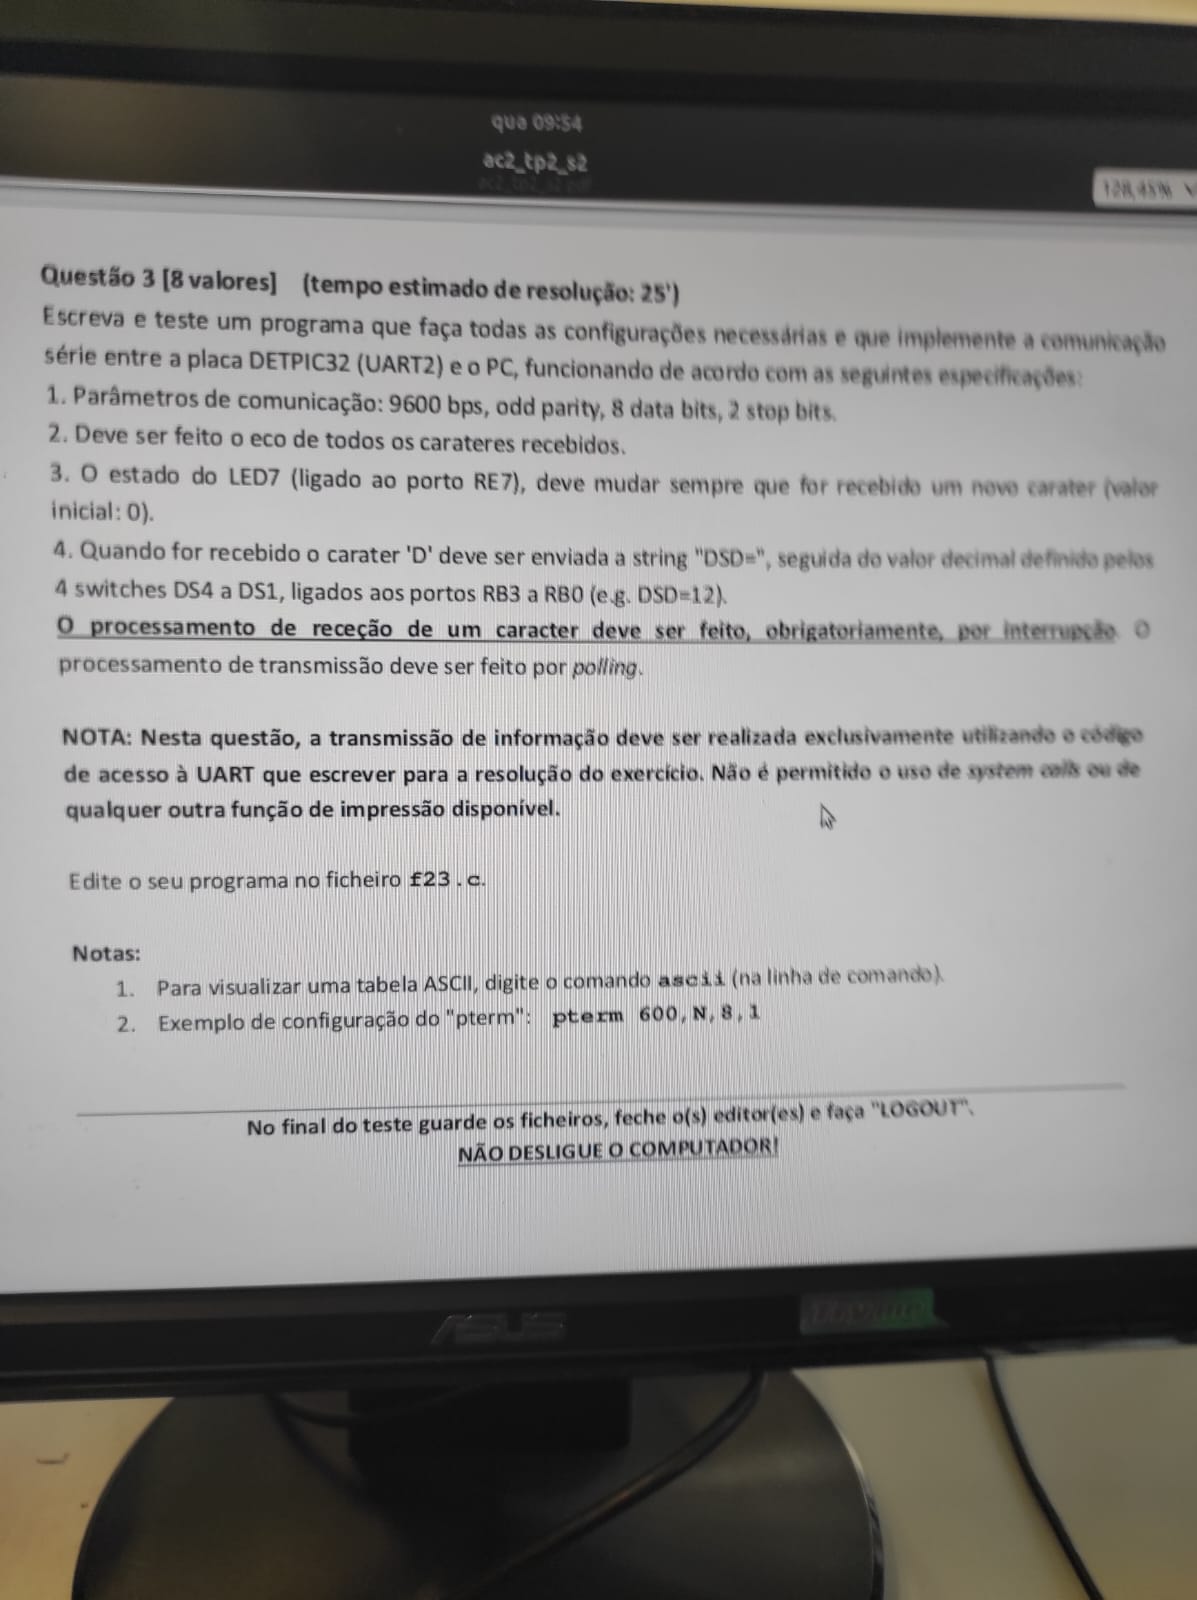 qua 09:54
ac2_tp2_s2
128,45%
Questão 3 [8 valores] (tempo estimado de resolução: 25')
Escreva e teste um programa que faça todas as configurações necessárias e que implemente a comunicação
série entre a placa DETPIC32 (UART2) e o PC, funcionando de acordo com as seguintes especificações:
1. Parâmetros de comunicação: 9600 bps, odd parity, 8 data bits, 2 stop bits.
2. Deve ser feito o eco de todos os carateres recebidos.
3. O estado do LED7 (ligado ao porto RE7), deve mudar sempre que for recebido um novo carater (valor
inicial: 0).
4. Quando for recebido o carater 'D' deve ser enviada a string "DSD=", seguida do valor decimal definido pelos
4 switches DS4 a DS1, ligados aos portos RB3 a RB0 (e.g. DSD=12).
O processamento de receção de um caracter deve ser feito, obrigatoriamente, por interrupção. O
processamento de transmissão deve ser feito por polling.
NOTA: Nesta questão, a transmissão de informação deve ser realizada exclusivamente utilizando o código
de acesso à UART que escrever para a resolução do exercício. Não é permitido o uso de system calls ou de
qualquer outra função de impressão disponível.
Edite o seu programa no ficheiro f23.c.
Notas:
1. Para visualizar uma tabela ASCII, digite o comando ascii (na linha de comando).
2. Exemplo de configuração do "pterm": pterm 600,N,8,1
No final do teste guarde os ficheiros, feche o(s) editor(es) e faça "LOGOUT".
NÃO DESLIGUE O COMPUTADOR!
ASUS